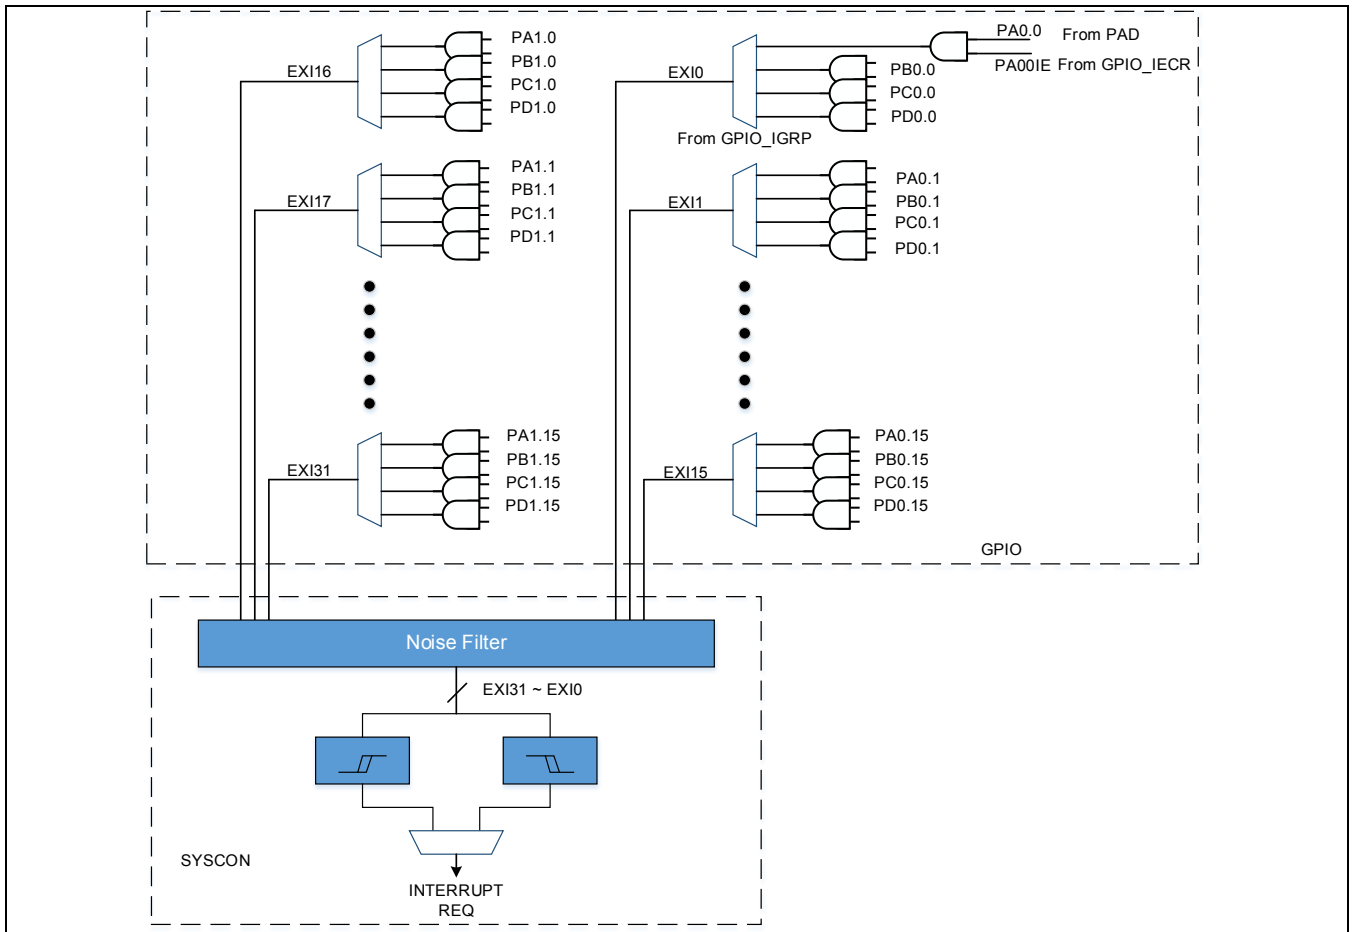 PA1.0
PB1.0
EXI16
PC1.0
PD1.0
PA0.0 From PAD
PA00IE From GPIO_IECR
PB0.0
EXI0
PC0.0
PD0.0
From GPIO_IGRP
PA1.1
PB1.1
EXI17
PC1.1
PD1.1
PA0.1
PB0.1
EXI1
PC0.1
PD0.1
PA1.15
PB1.15
EXI31
PC1.15
PD1.15
PA0.15
PB0.15
EXI15
PC0.15
PD0.15
GPIO
Noise Filter
EXI31 ~ EXI0
SYSCON
INTERRUPT
REQ